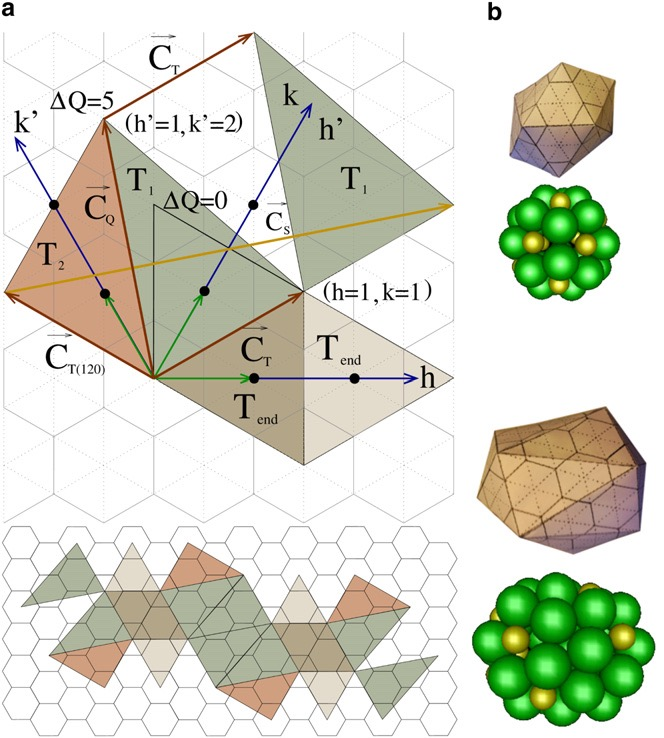 a
b
C_T
ΔQ=5
k
k'
(h'=1,k'=2)
h'
T_1
ΔQ=0
T_1
C_Q
C_S
T_2
(h=1,k=1)
C_T(120)
C_T
T_end
h
T_end